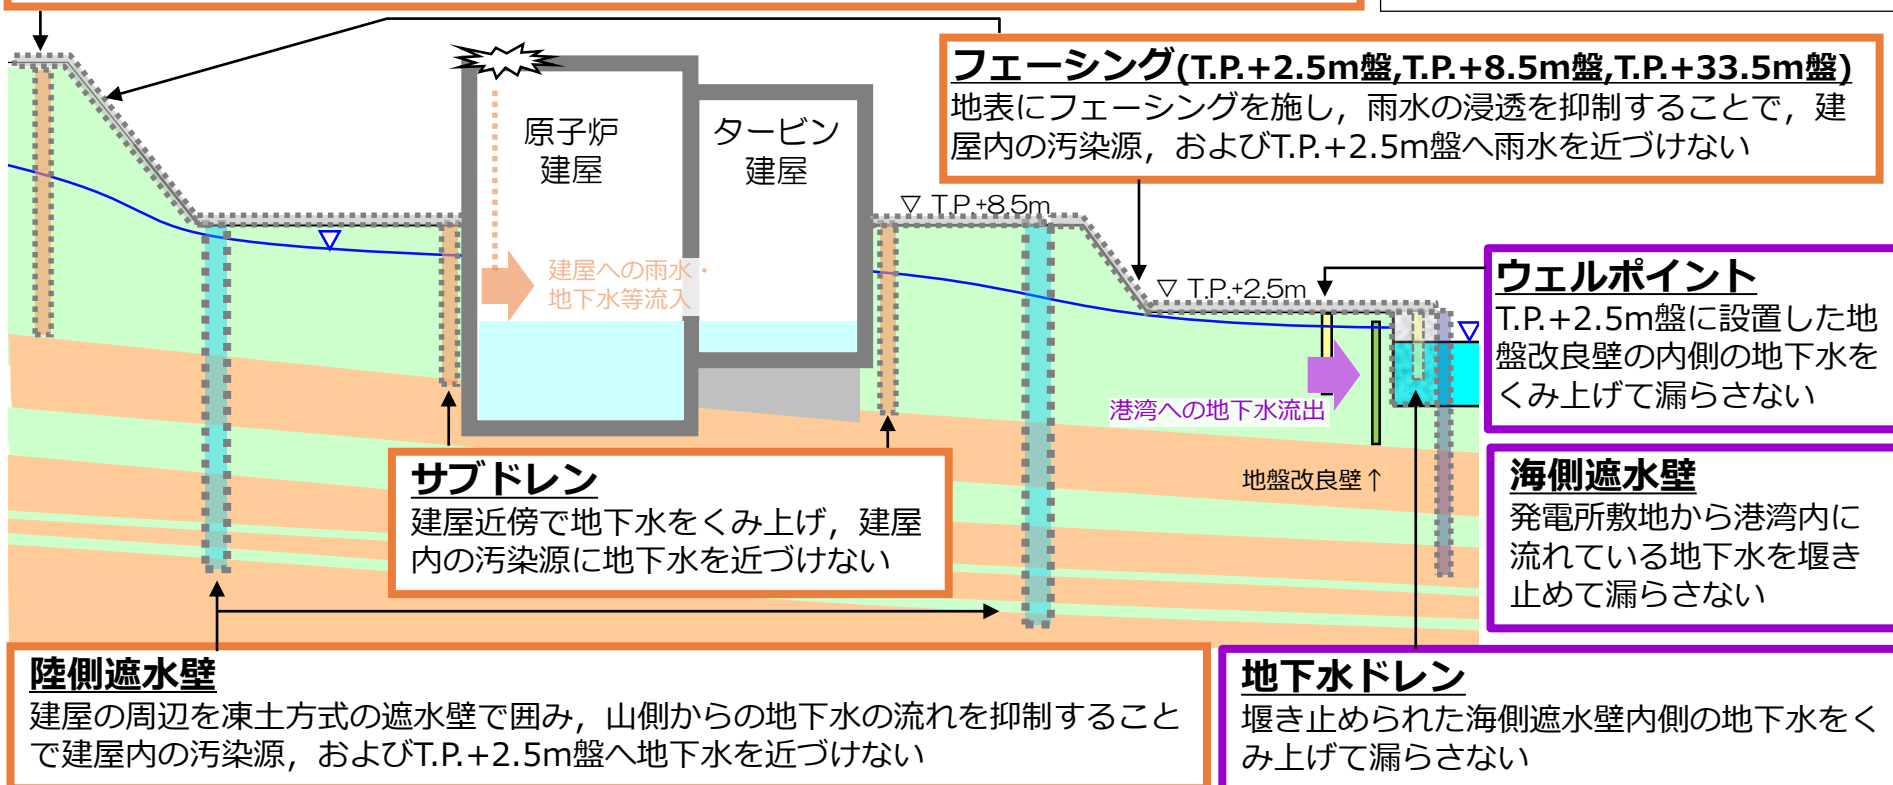 フェーシング(T.P.+2.5m盤,T.P.+8.5m盤,T.P.+33.5m盤)
地表にフェーシングを施し，雨水の浸透を抑制することで，建
屋内の汚染源，およびT.P.+2.5m盤へ雨水を近づけない
原子炉
建屋
タービン
建屋
▽ T.P.+8.5m
建屋への雨水・
地下水等流入
▽ T.P.+2.5m
ウェルポイント
T.P.+2.5m盤に設置した地
盤改良壁の内側の地下水を
くみ上げて漏らさない
港湾への地下水流出
地盤改良壁↑
サブドレン
建屋近傍で地下水をくみ上げ，建屋
内の汚染源に地下水を近づけない
海側遮水壁
発電所敷地から港湾内に
流れている地下水を堰き
止めて漏らさない
陸側遮水壁
建屋の周辺を凍土方式の遮水壁で囲み，山側からの地下水の流れを抑制すること
で建屋内の汚染源，およびT.P.+2.5m盤へ地下水を近づけない
地下水ドレン
堰き止められた海側遮水壁内側の地下水をく
み上げて漏らさない